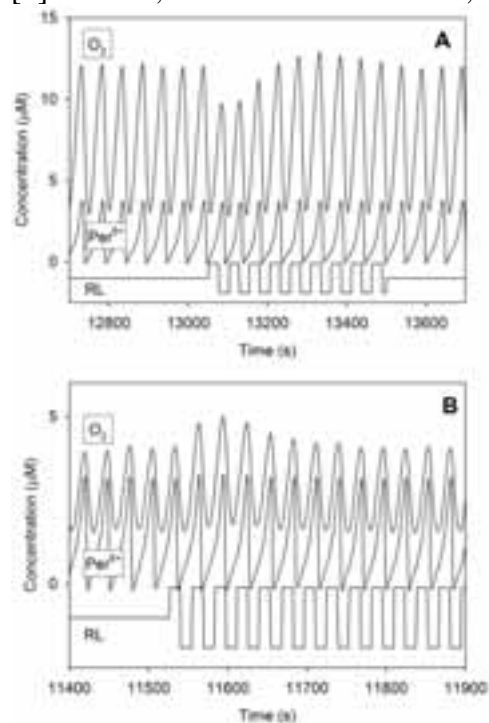 15
O2
A
10
5
Per3+
0
RL
Concentration (μM)
12800 13000 13200 13400 13600
Time (s)
O2
B
5
0
RL
Concentration (μM)
11400 11500 11600 11700 11800 11900
Time (s)